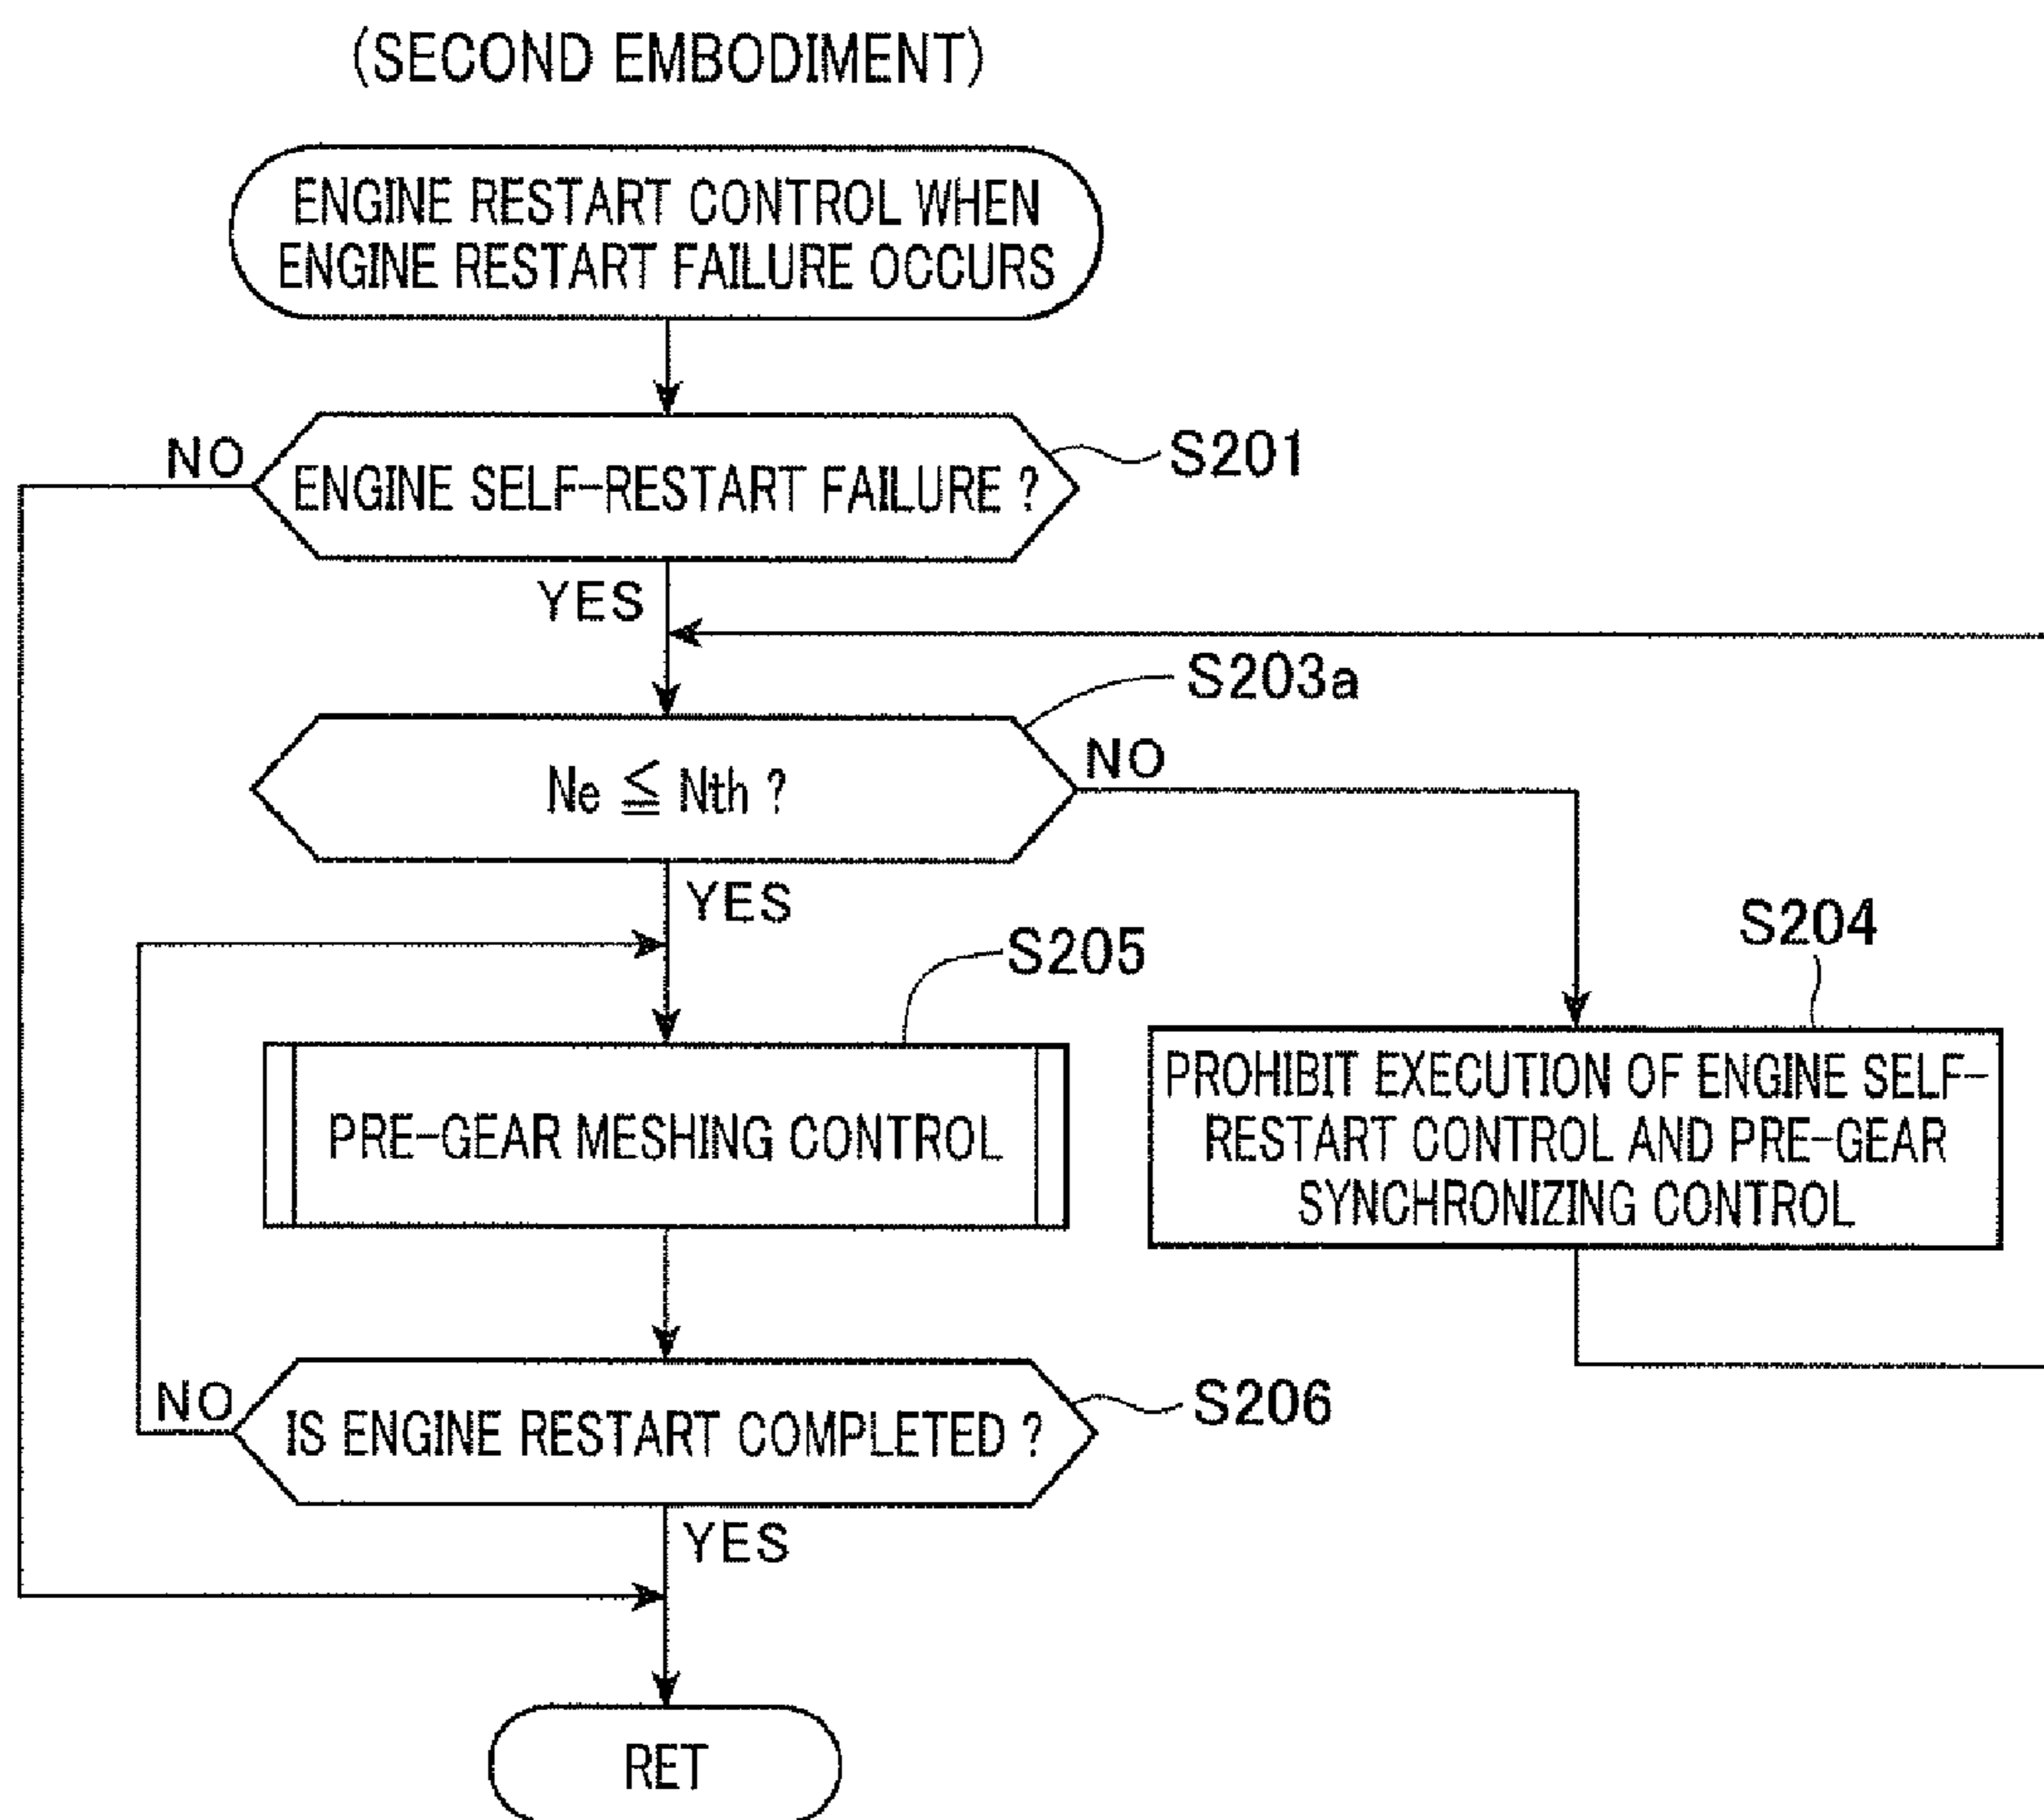 (SECOND EMBODIMENT)
ENGINE RESTART CONTROL WHEN
ENGINE RESTART FAILURE OCCURS
NO
ENGINE SELF-RESTART FAILURE ?
S201
YES
S203a
Ne ≦ Nth ?
NO
YES
S205
S204
PRE-GEAR MESHING CONTROL
PROHIBIT EXECUTION OF ENGINE SELF-
RESTART CONTROL AND PRE-GEAR
SYNCHRONIZING CONTROL
NO
IS ENGINE RESTART COMPLETED ?
S206
YES
RET